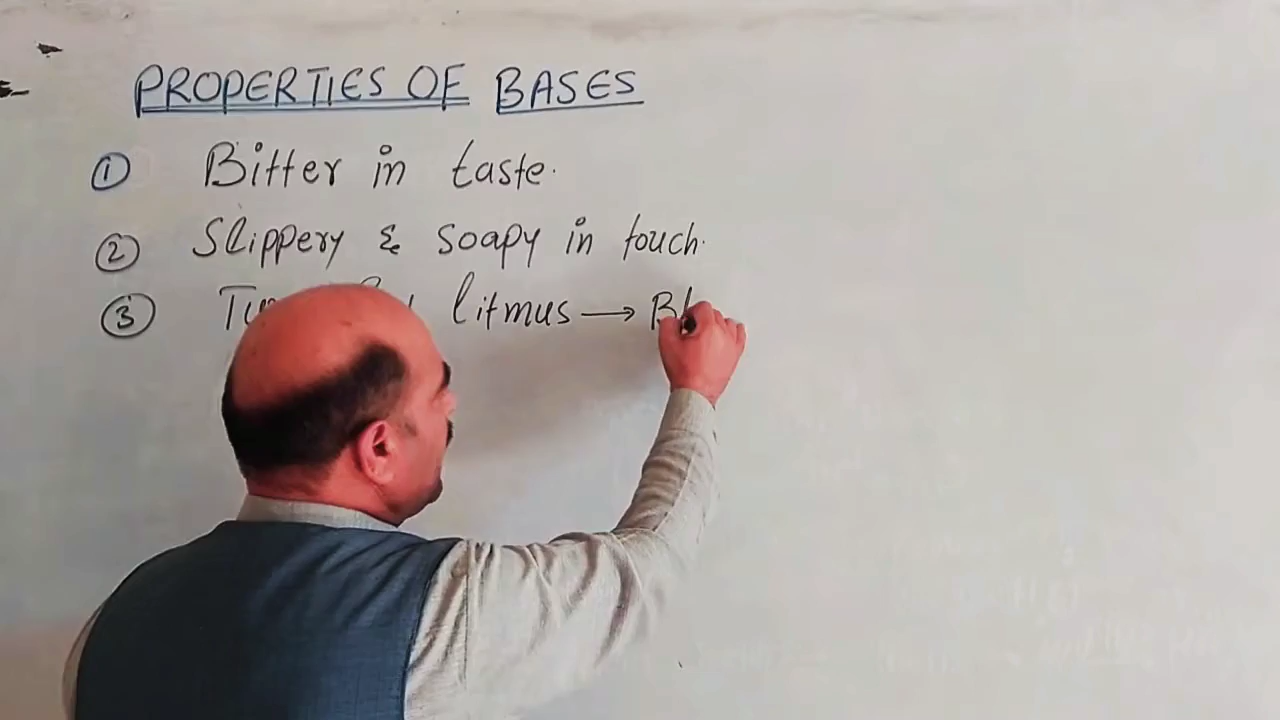 PROPERTIES OF BASES
① Bitter in taste.
② Slippery & soapy in touch.
③ litmus →